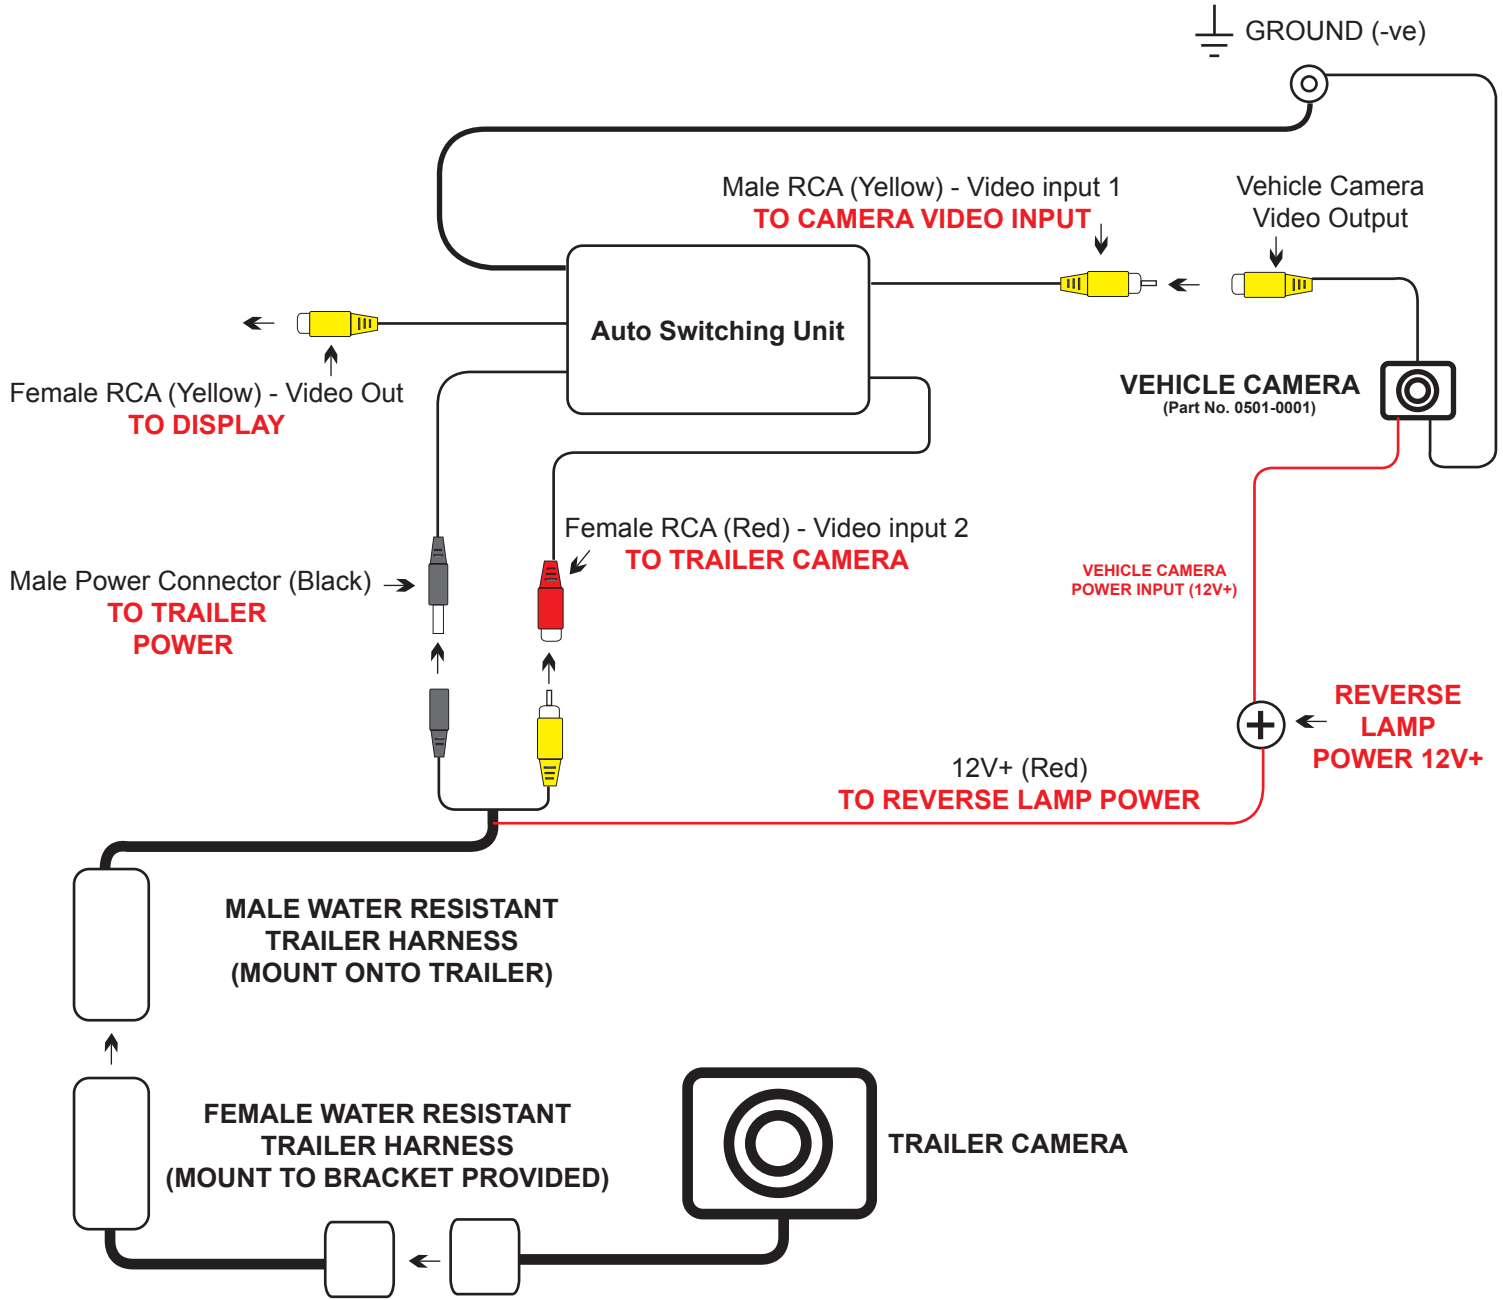 GROUND (-ve)
Male RCA (Yellow) - Video input 1
TO CAMERA VIDEO INPUT
Vehicle Camera
Video Output
Auto Switching Unit
Female RCA (Yellow) - Video Out
TO DISPLAY
VEHICLE CAMERA
(Part No. 0501-0001)
Female RCA (Red) - Video input 2
TO TRAILER CAMERA
Male Power Connector (Black)
TO TRAILER
POWER
VEHICLE CAMERA
POWER INPUT (12V+)
REVERSE
LAMP
POWER 12V+
12V+ (Red)
TO REVERSE LAMP POWER
MALE WATER RESISTANT
TRAILER HARNESS
(MOUNT ONTO TRAILER)
FEMALE WATER RESISTANT
TRAILER HARNESS
(MOUNT TO BRACKET PROVIDED)
TRAILER CAMERA